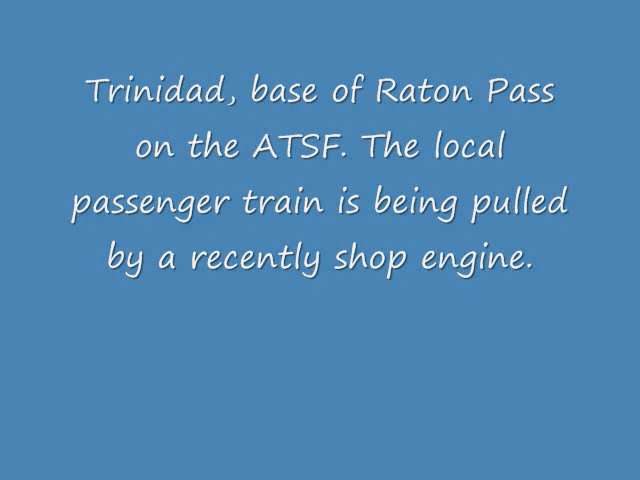 Trinidad, base of Raton Pass
on the ATSF. The local
passenger train is being pulled
by a recently shop engine.